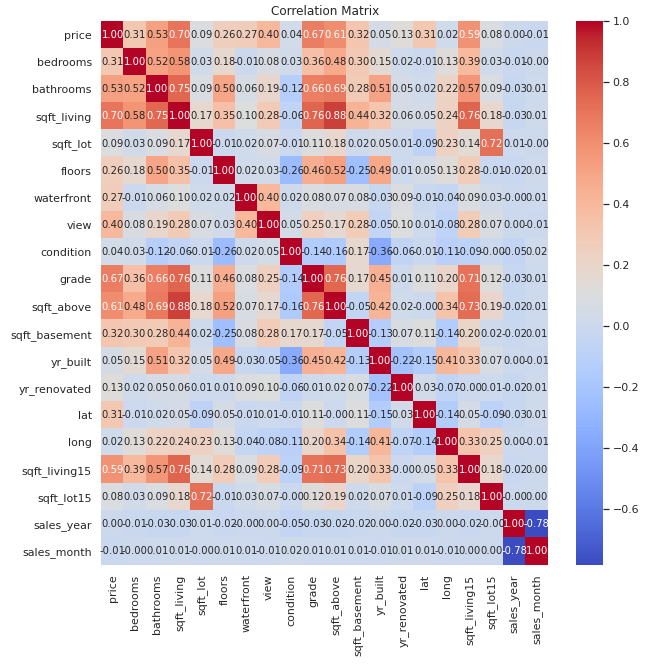 Correlation Matrix
price 1.00 0.31 0.53 0.70 0.09 0.26 0.27 0.40 0.04 0.67 0.61 0.32 0.05 0.13 0.31 0.02 0.59 0.08 0.00 -0.01
bedrooms 0.31 1.00 0.52 0.58 0.03 0.18 -0.01 0.08 0.03 0.36 0.48 0.30 0.15 0.02 -0.01 0.13 0.39 0.03 -0.01 -0.00
bathrooms 0.53 0.52 1.00 0.75 0.09 0.50 0.06 0.19 -0.12 0.66 0.69 0.28 0.51 0.05 0.02 0.22 0.57 0.09 -0.03 0.01
sqft_living 0.70 0.58 0.75 1.00 0.17 0.35 0.10 0.28 -0.06 0.76 0.88 0.44 0.32 0.06 0.05 0.24 0.76 0.18 -0.03 0.01
sqft_lot 0.09 0.03 0.09 0.17 1.00 -0.01 0.02 0.07 -0.01 0.11 0.18 0.02 0.05 0.01 -0.09 0.23 0.14 0.72 0.01 -0.00
floors 0.26 0.18 0.50 0.35 -0.01 1.00 0.02 0.03 -0.26 0.46 0.52 -0.25 0.49 0.01 0.05 0.13 0.28 -0.01 -0.02 0.01
waterfront 0.27 -0.01 0.06 0.10 0.02 0.02 1.00 0.40 0.02 0.08 0.07 0.08 -0.03 0.09 -0.01 -0.04 0.09 0.03 -0.00 0.01
view 0.40 0.08 0.19 0.28 0.07 0.03 0.40 1.00 0.05 0.25 0.17 0.28 -0.05 0.10 0.01 -0.08 0.28 0.07 0.00 -0.01
condition 0.04 0.03 -0.12 -0.06 -0.01 -0.26 0.02 0.05 1.00 -0.14 -0.16 0.17 -0.36 -0.06 -0.01 -0.11 -0.09 -0.00 -0.05 0.02
grade 0.67 0.36 0.66 0.76 0.11 0.46 0.08 0.25 -0.14 1.00 0.76 0.17 0.45 0.01 0.11 0.20 0.71 0.12 -0.03 0.01
sqft_above 0.61 0.48 0.69 0.88 0.18 0.52 0.07 0.17 -0.16 0.76 1.00 -0.05 0.42 0.02 -0.00 0.34 0.73 0.19 -0.02 0.01
sqft_basement 0.32 0.30 0.28 0.44 0.02 -0.25 0.08 0.28 0.17 0.17 -0.05 1.00 -0.13 0.07 0.11 -0.14 0.20 0.02 -0.02 0.01
yr_built 0.05 0.15 0.51 0.32 0.05 0.49 -0.03 -0.05 -0.36 0.45 0.42 -0.13 1.00 -0.22 -0.15 0.41 0.33 0.07 0.00 -0.01
yr_renovated 0.13 0.02 0.05 0.06 0.01 0.01 0.09 0.10 -0.06 0.01 0.02 0.07 -0.22 1.00 0.03 -0.07 -0.00 0.01 -0.02 0.01
lat 0.31 -0.01 0.02 0.05 -0.09 0.05 -0.01 0.01 -0.01 0.11 -0.00 0.11 -0.15 0.03 1.00 -0.14 0.05 -0.09 -0.03 0.01
long 0.02 0.13 0.22 0.24 0.23 0.13 -0.04 -0.08 -0.11 0.20 0.34 -0.14 0.41 -0.07 -0.14 1.00 0.33 0.25 0.00 -0.01
sqft_living15 0.59 0.39 0.57 0.76 0.14 0.28 0.09 0.28 -0.09 0.71 0.73 0.20 0.33 -0.00 0.05 0.33 1.00 0.18 -0.02 0.00
sqft_lot15 0.08 0.03 0.09 0.18 0.72 -0.01 0.03 0.07 -0.00 0.12 0.19 0.02 0.07 0.01 -0.09 0.25 0.18 1.00 -0.00 0.00
sales_year 0.00 -0.01 -0.03 -0.03 0.01 -0.02 -0.00 0.00 -0.05 -0.03 -0.02 -0.02 0.00 -0.02 -0.03 0.00 -0.02 -0.00 1.00 -0.78
sales_month -0.01 -0.00 0.01 0.01 -0.00 0.01 0.01 -0.01 0.02 0.01 0.01 0.01 -0.01 0.01 0.01 -0.01 0.00 0.00 -0.78 1.00
price bedrooms bathrooms sqft_living sqft_lot floors waterfront view condition grade sqft_above sqft_basement yr_built yr_renovated lat long sqft_living15 sqft_lot15 sales_year sales_month
1.0
0.8
0.6
0.4
0.2
0.0
−0.2
−0.4
−0.6